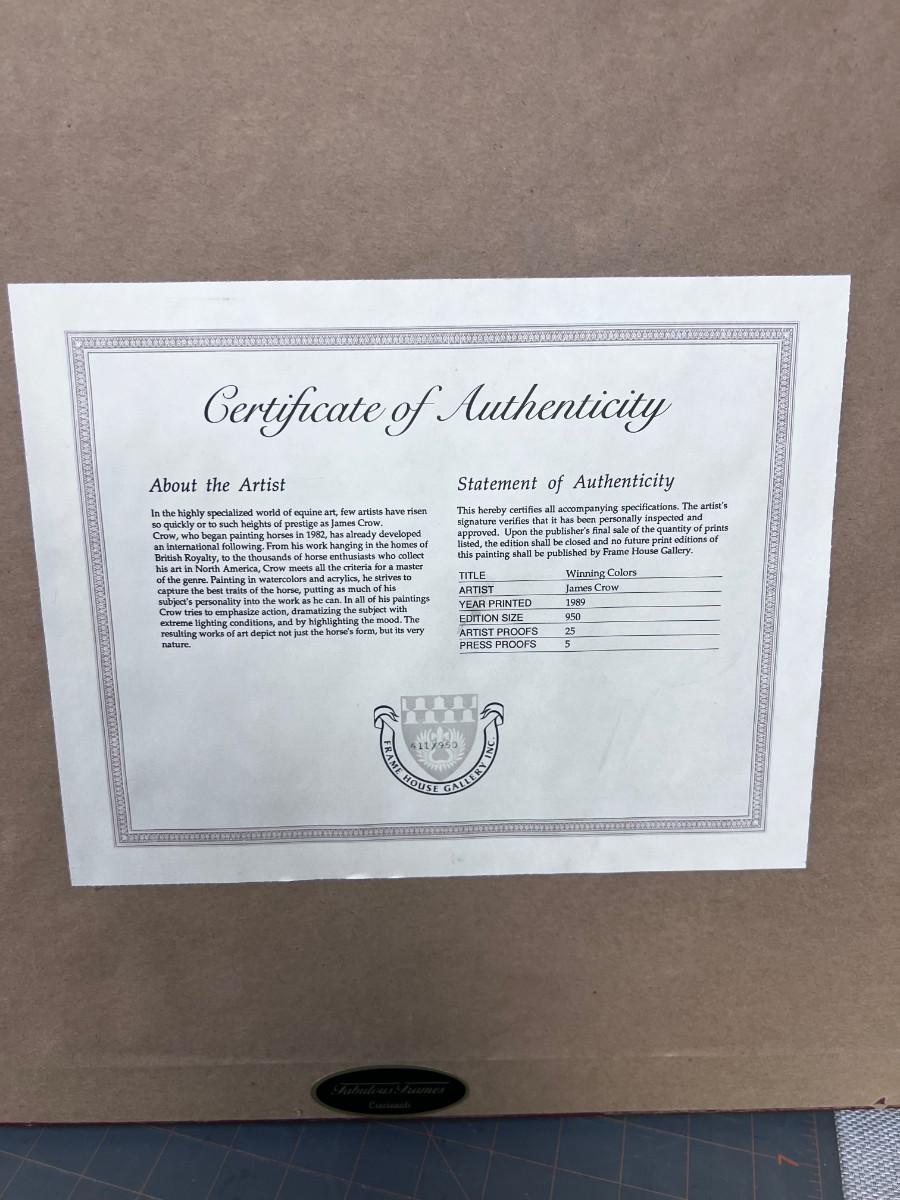 Certificate of Authenticity
About the Artist
In the highly specialized world of equine art, few artists have risen
so quickly or to such heights of prestige as James Crow.
Crow, who began painting horses in 1982, has already developed
an international following. From his work hanging in the homes of
British Royalty, to the thousands of horse enthusiasts who collect
his art in North America, Crow meets all the criteria for a master
of the genre. Painting in watercolors and acrylics, he strives to
capture the best traits of the horse, putting as much of his
subject's personality into the work as he can. In all of his paintings
Crow tries to emphasize action, dramatizing the subject with
extreme lighting conditions, and by highlighting the mood. The
resulting works of art depict not just the horse's form, but its very
nature.
Statement of Authenticity
This hereby certifies all accompanying specifications. The artist's
signature verifies that it has been personally inspected and
approved. Upon the publisher's final sale of the quantity of prints
listed, the edition shall be closed and no future print editions of
this painting shall be published by Frame House Gallery.
TITLE Winning Colors
ARTIST James Crow
YEAR PRINTED 1989
EDITION SIZE 950
ARTIST PROOFS 25
PRESS PROOFS 5
411/950
FRAME HOUSE GALLERY INC.
Fabulous Frames
Cincinnati
7